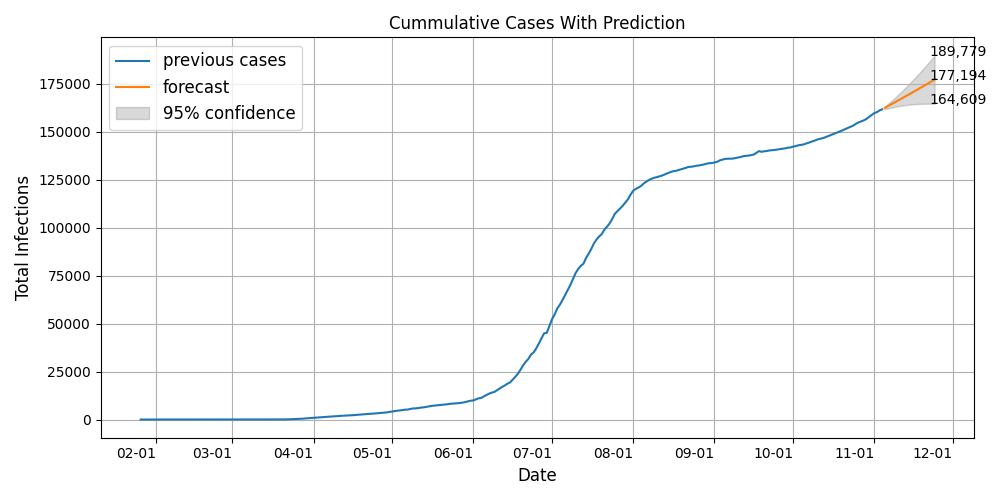 Cummulative Cases With Prediction
previous cases
forecast
95% confidence
189,779
177,194
164,609
175000
150000
125000
100000
75000
50000
25000
0
Total Infections
02-01 03-01 04-01 05-01 06-01 07-01 08-01 09-01 10-01 11-01 12-01
Date